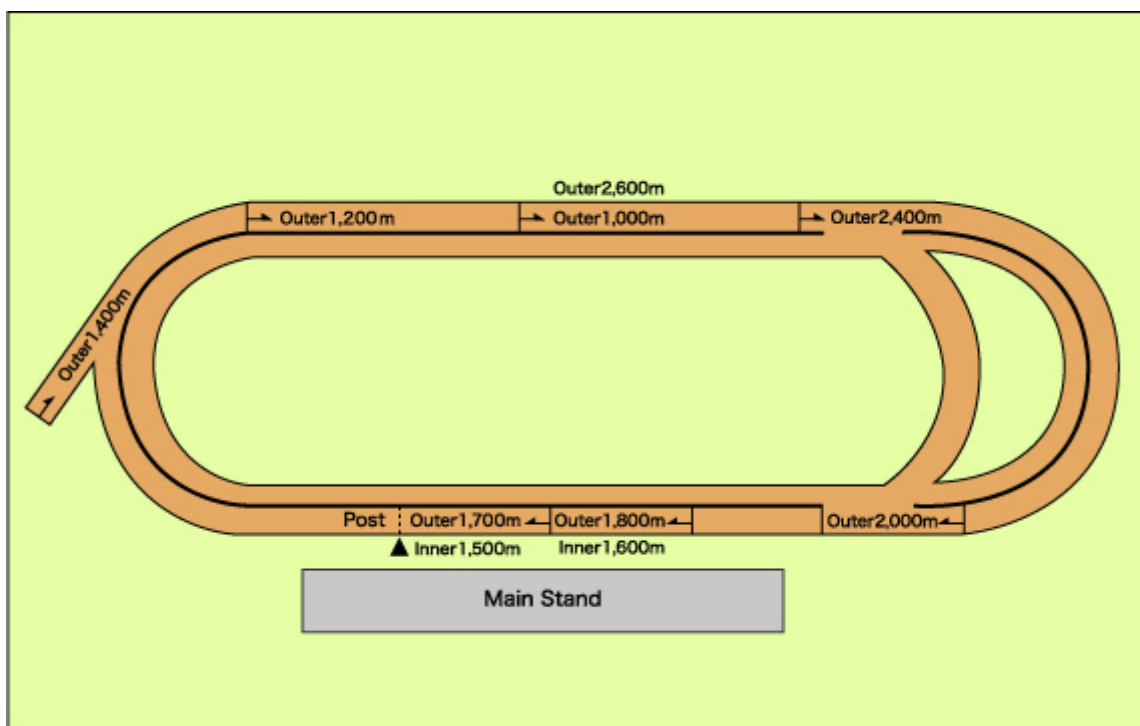 Outer2,600m
Outer1,200m
Outer1,000m
Outer2,400m
Outer1,400m
Post
Outer1,700m
Outer1,800m
Outer2,000m
Inner1,500m
Inner1,600m
Main Stand